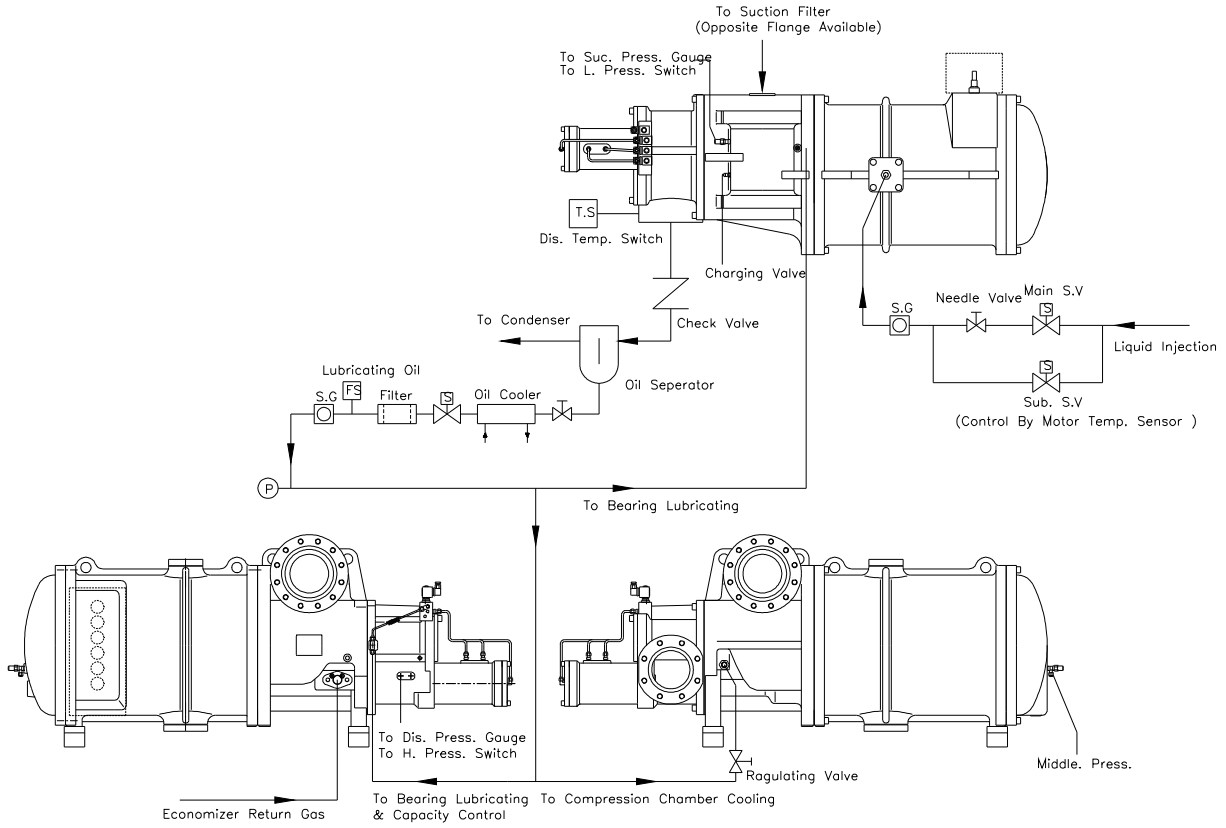 To Suction Filter
(Opposite Flange Available)
To Suc. Press. Gauge
To L. Press. Switch
T.S
Dis. Temp. Switch
Charging Valve
Check Valve
To Condenser
Oil Seperator
Lubricating Oil
S.G
FS
Filter
S
Oil Cooler
S.G
Needle Valve
Main S.V
S
Liquid Injection
S
Sub. S.V
(Control By Motor Temp. Sensor )
P
To Bearing Lubricating
To Dis. Press. Gauge
To H. Press. Switch
Economizer Return Gas
To Bearing Lubricating
& Capacity Control
To Compression Chamber Cooling
Ragulating Valve
Middle. Press.